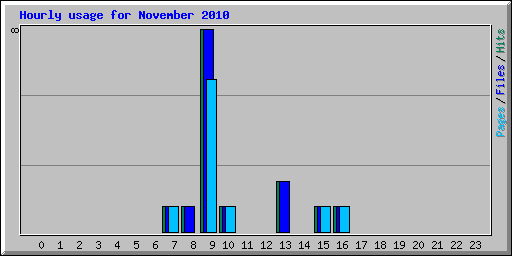 Hourly usage for November 2010
8
Pages/Files/Hits
0 1 2 3 4 5 6 7 8 9 10 11 12 13 14 15 16 17 18 19 20 21 22 23